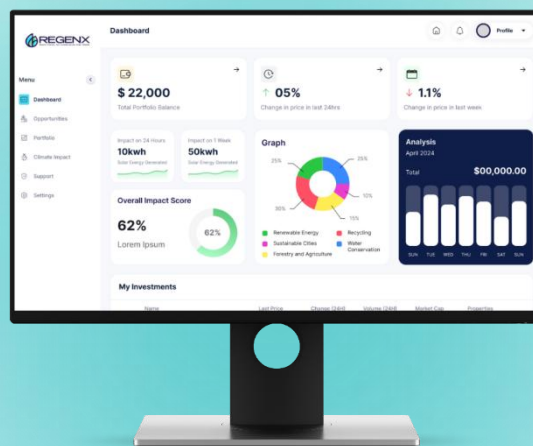 REGENX
Dashboard
Profile
Menu
Dashboard
Opportunities
Portfolio
Climate Impact
Support
Settings
$ 22,000
Total Portfolio Balance
↑ 05%
Change in price in last 24hrs
↓ 1.1%
Change in price in last week
Impact on 24 Hours
10kwh
Solar Energy Generated
Impact on 1 Week
50kwh
Solar Energy Generated
Overall Impact Score
62%
Lorem Ipsum
62%
Graph
25%
25%
10%
15%
30%
Renewable Energy
Recycling
Sustainable Cities
Water Conservation
Forestry and Agriculture
Analysis
April 2024
Total
$00,000.00
SUN TUE WED THU FRI SAT SUN
My Investments
Name Last Price Change (24H) Volume (24H) Market Cap Properties